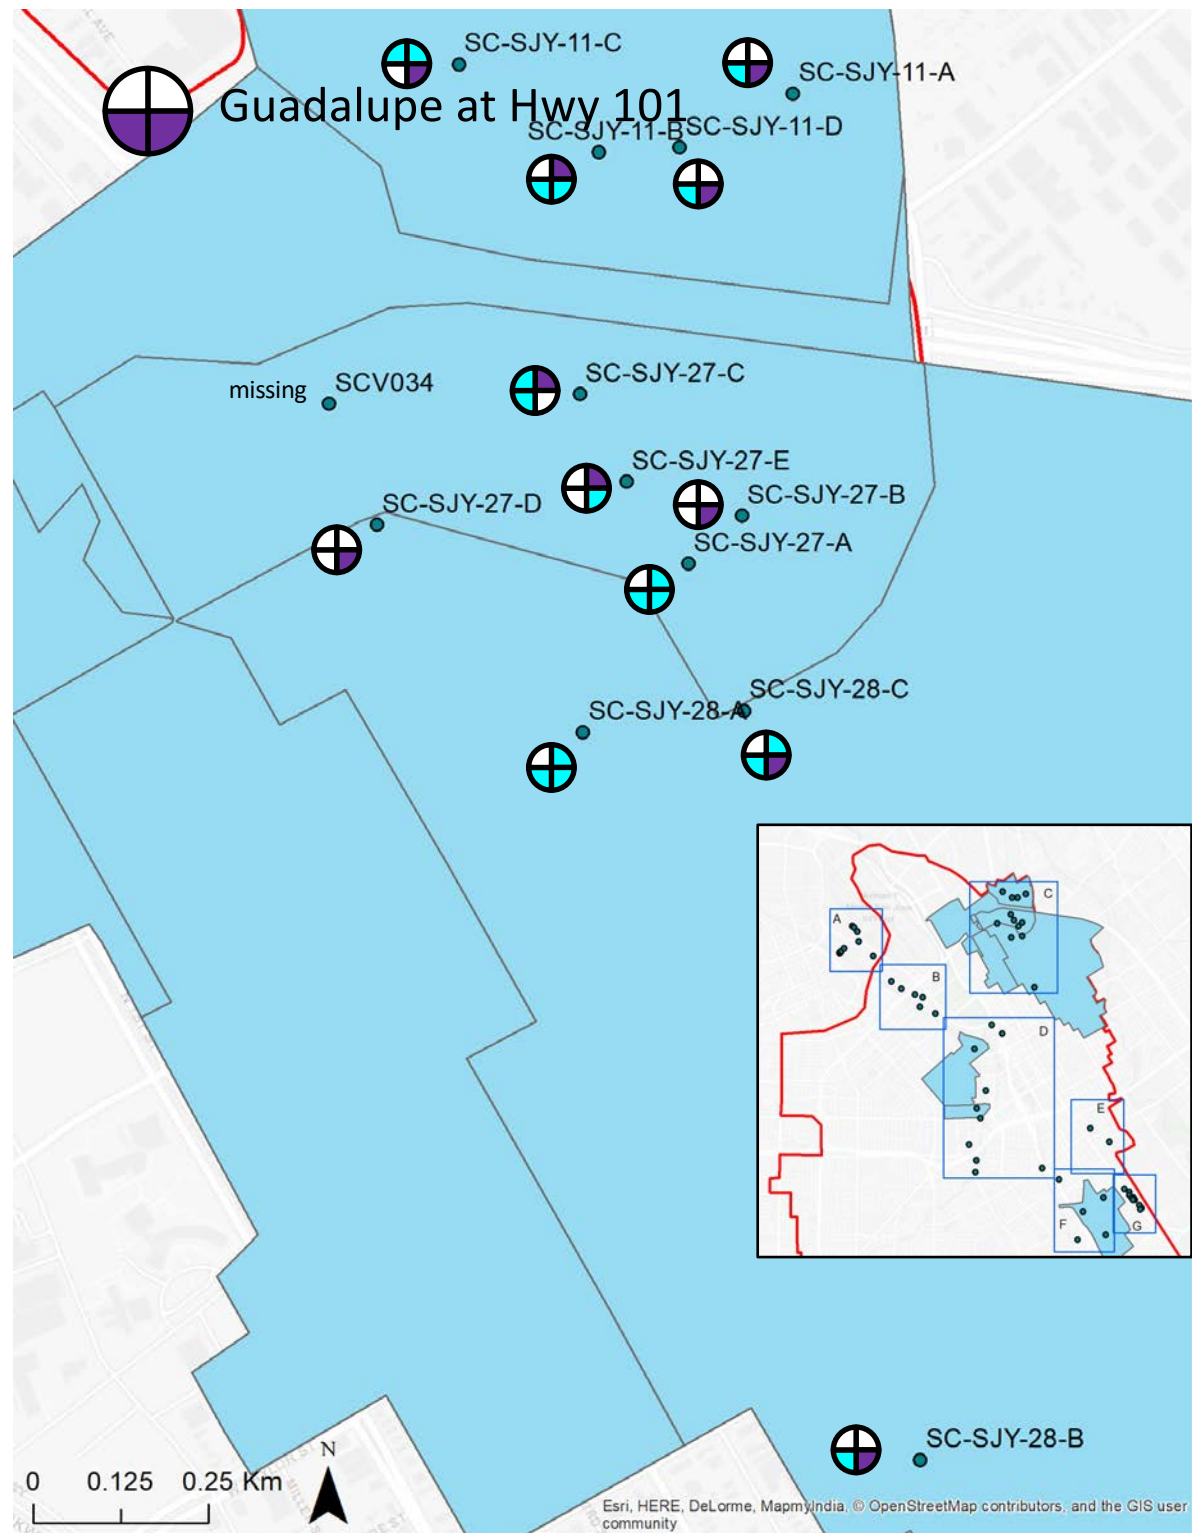 SC-SJY-11-C
SC-SJY-11-A
Guadalupe at Hwy 101
SC-SJY-11-B
SC-SJY-11-D
SC-SJY-27-C
missing
SCV034
SC-SJY-27-E
SC-SJY-27-D
SC-SJY-27-B
SC-SJY-27-A
SC-SJY-28-C
SC-SJY-28-A
A
B
C
D
E
F
G
SC-SJY-28-B
N
0 0.125 0.25 Km
Esri, HERE, DeLorme, MapmyIndia, © OpenStreetMap contributors, and the GIS user
community